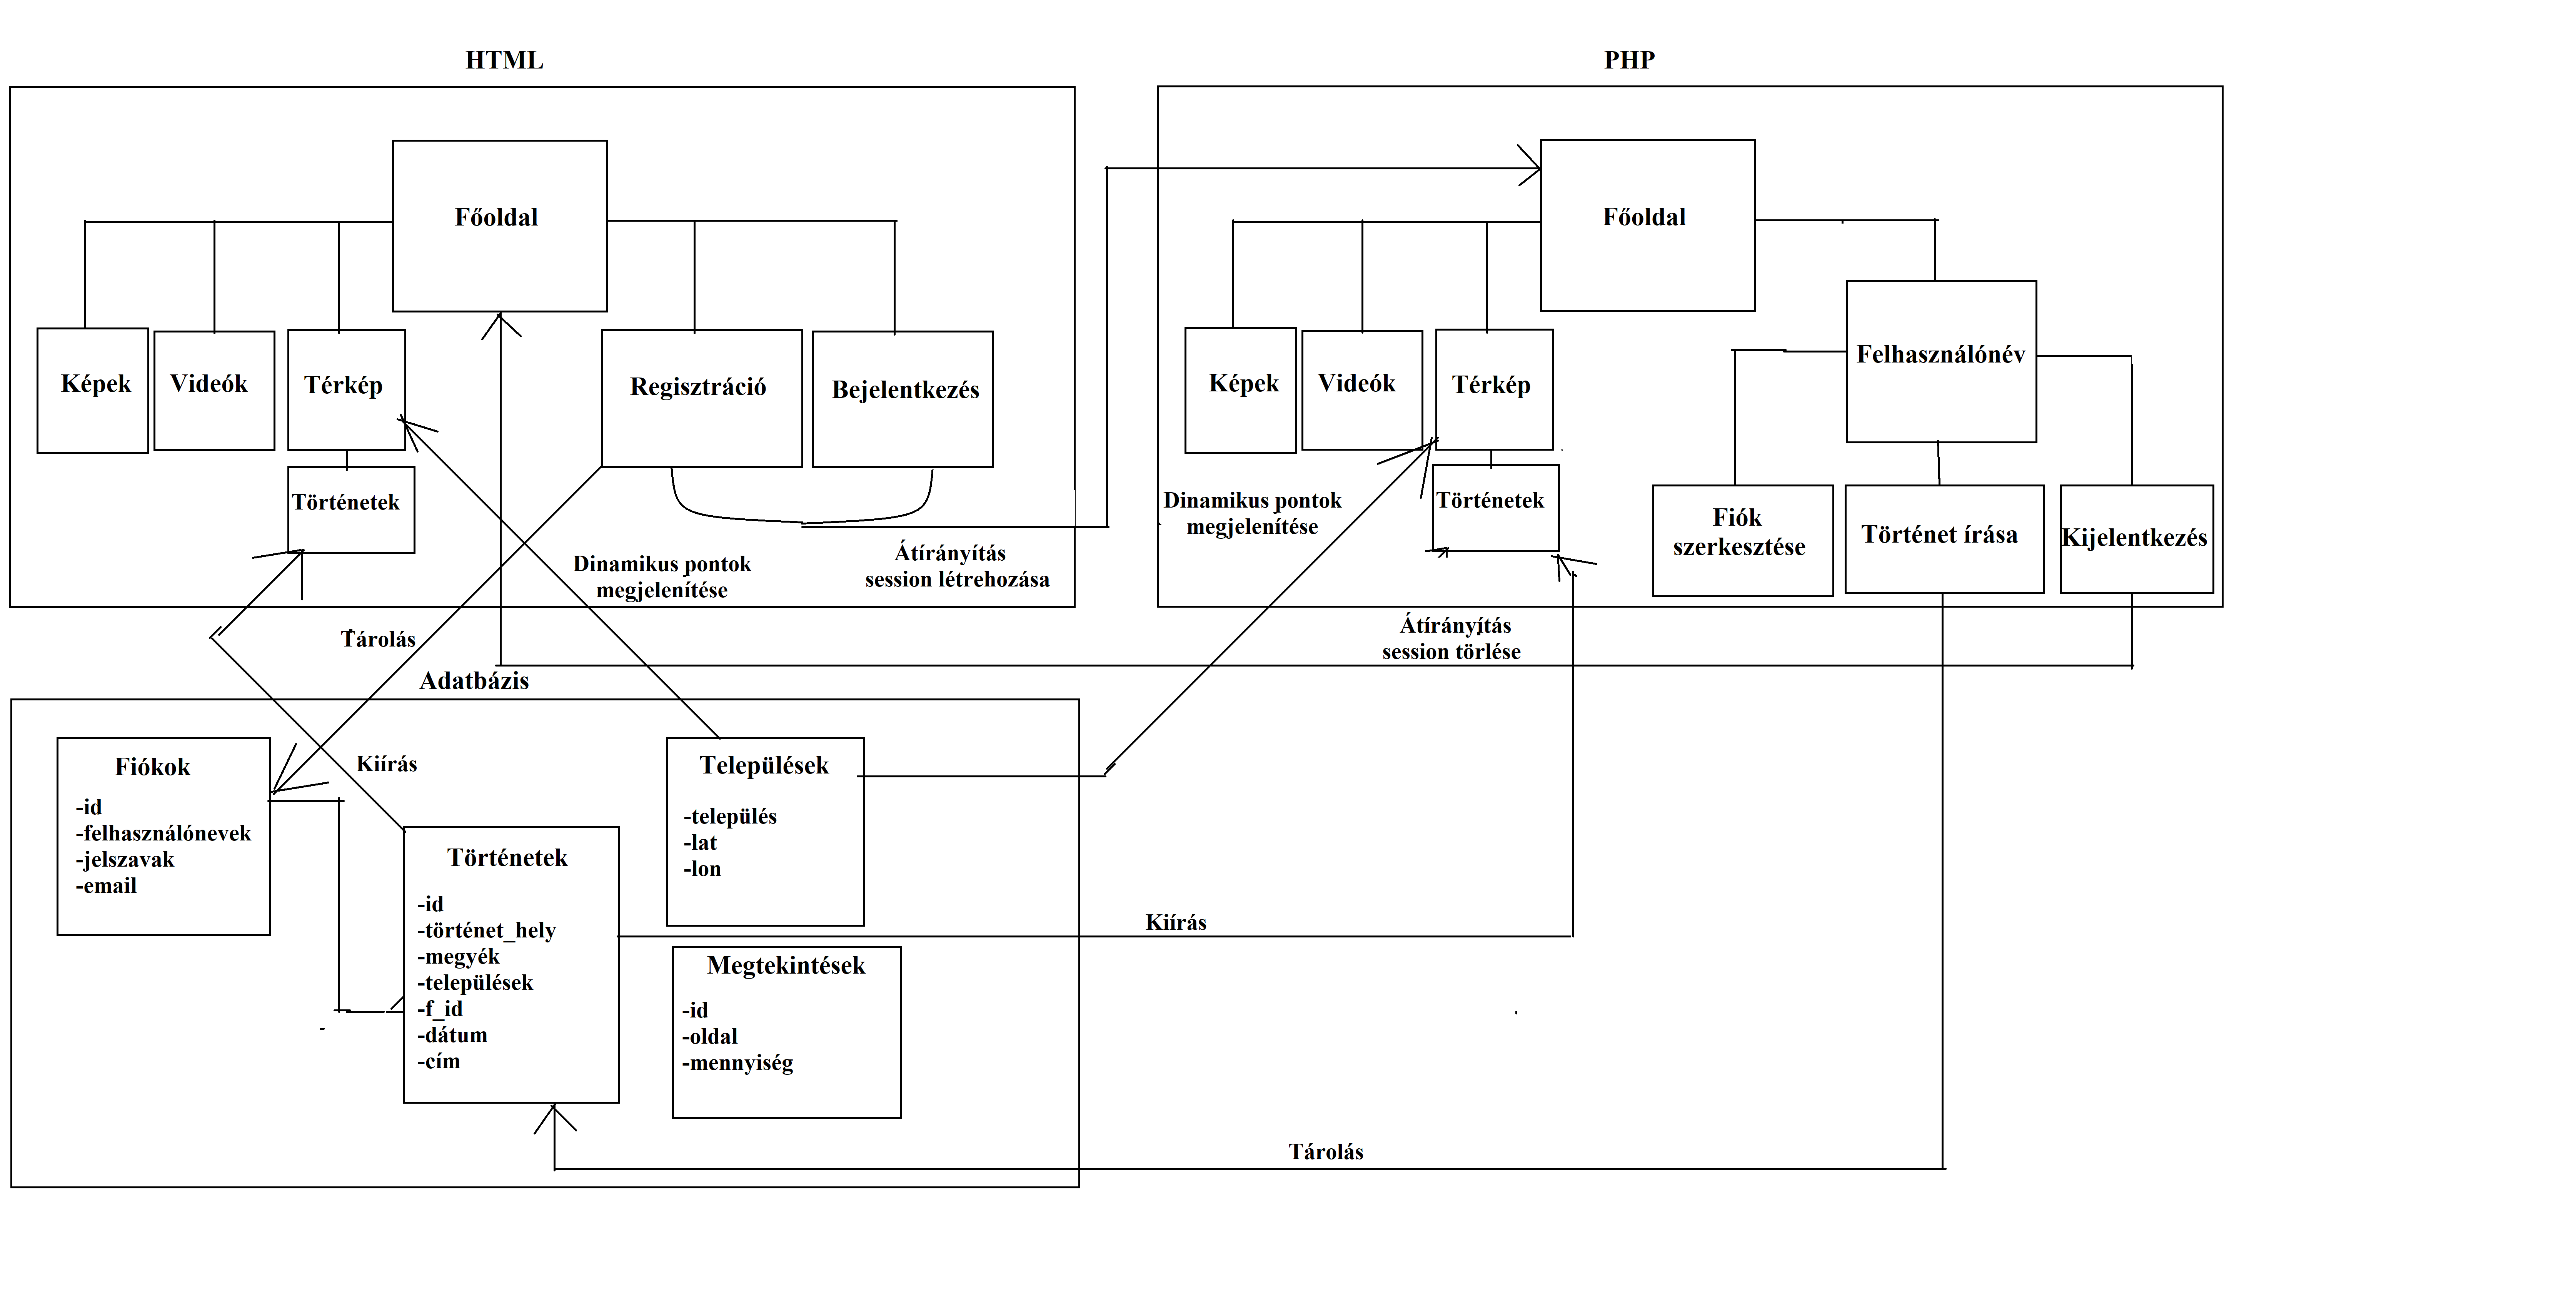 HTML
Főoldal
Képek
Videók
Térkép
Történetek
Regisztráció
Bejelentkezés
Dinamikus pontok
megjelenítése
Átírányítás
session létrehozása
PHP
Főoldal
Képek
Videók
Térkép
Történetek
Dinamikus pontok
megjelenítése
Felhasználónév
Fiók
szerkesztése
Történet írása
Kijelentkezés
Átírányítás
session törlése
Tárolás
Adatbázis
Kiírás
Fiókok
-id
-felhasználónevek
-jelszavak
-email
Történetek
-id
-történet_hely
-megyék
-települések
-f_id
-dátum
-cím
Települések
-település
-lat
-lon
Megtekintések
-id
-oldal
-mennyiség
Kiírás
Tárolás